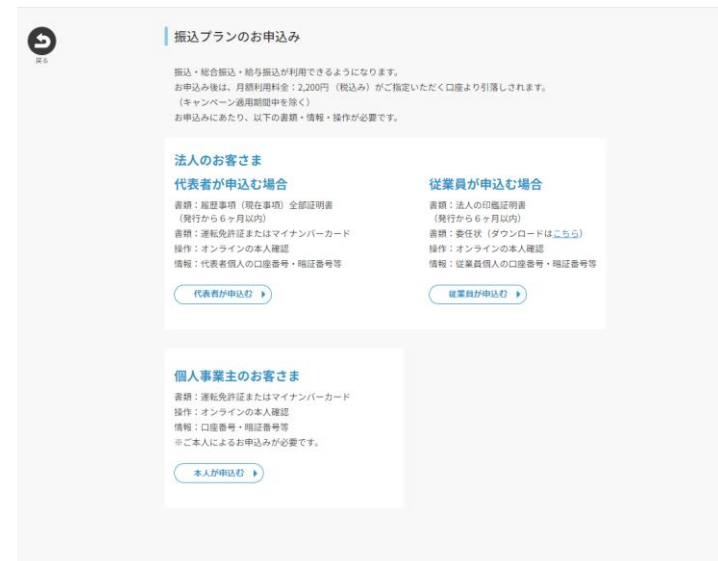 戻る
振込プランのお申込み
振込・総合振込・給与振込が利用できるようになります。
お申込み後は、月額利用料金：2,200円（税込み）がご指定いただく口座より引落しされます。
（キャンペーン適用期間中を除く）
お申込みにあたり、以下の書類・情報・操作が必要です。
法人のお客さま
代表者が申込む場合
書類：履歴事項（現在事項）全部証明書
（発行から6ヶ月以内）
書類：運転免許証またはマイナンバーカード
操作：オンラインの本人確認
情報：代表者個人の口座番号・暗証番号等
代表者が申込む
従業員が申込む場合
書類：法人の印鑑証明書
（発行から6ヶ月以内）
書類：委任状（ダウンロードはこちら）
操作：オンラインの本人確認
情報：従業員個人の口座番号・暗証番号等
従業員が申込む
個人事業主のお客さま
書類：運転免許証またはマイナンバーカード
操作：オンラインの本人確認
情報：口座番号・暗証番号等
※ご本人によるお申込みが必要です。
本人が申込む